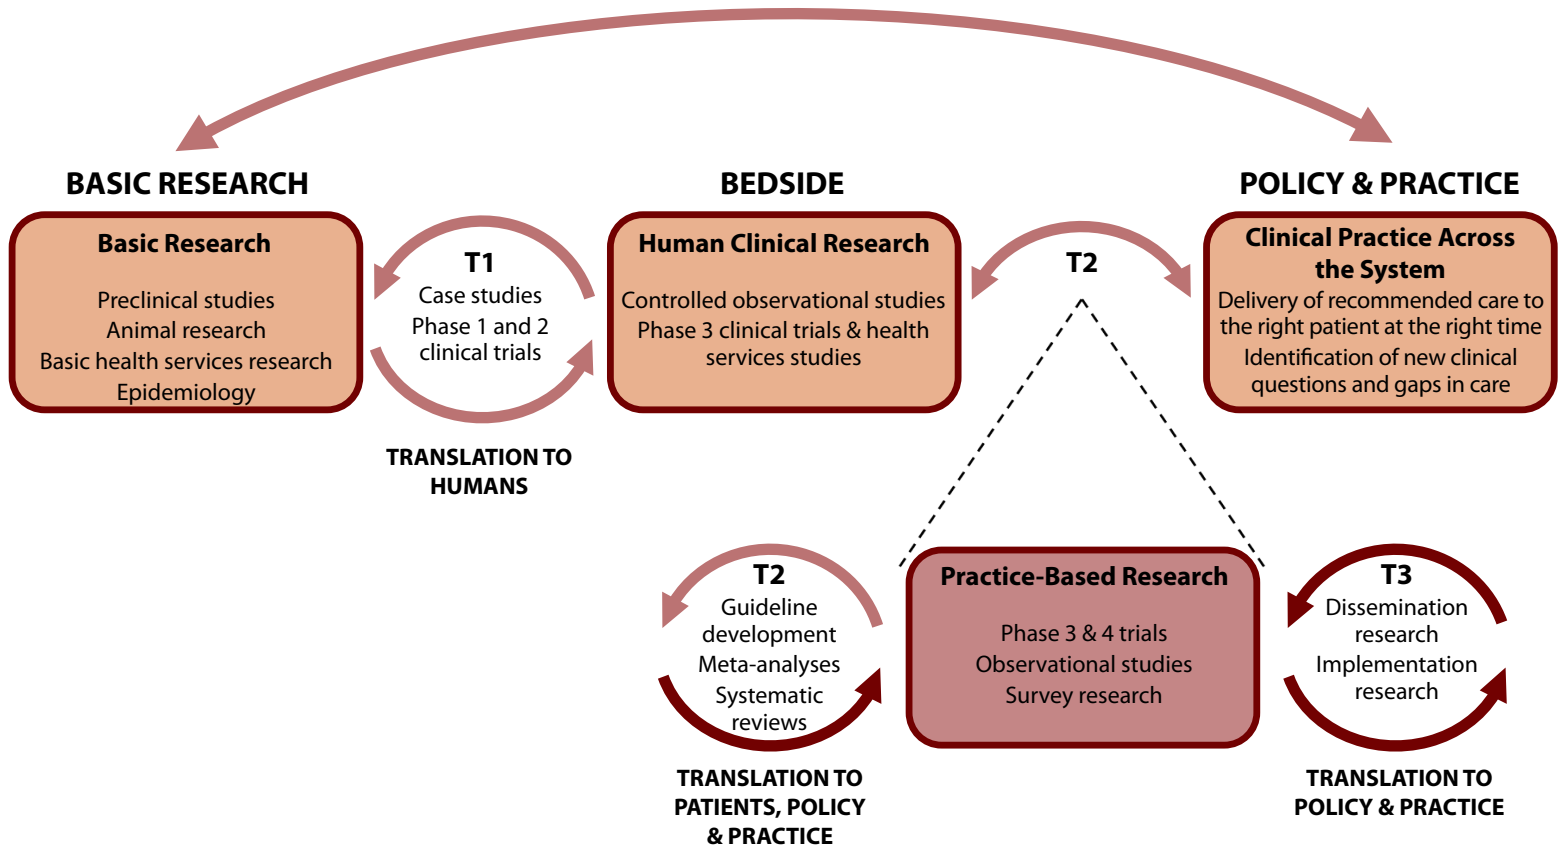 BASIC RESEARCH
BEDSIDE
POLICY & PRACTICE
Basic Research
Preclinical studies
Animal research
Basic health services research
Epidemiology
T1
Case studies
Phase 1 and 2
clinical trials
TRANSLATION TO
HUMANS
Human Clinical Research
Controlled observational studies
Phase 3 clinical trials & health
services studies
T2
Clinical Practice Across
the System
Delivery of recommended care to
the right patient at the right time
Identification of new clinical
questions and gaps in care
T2
Guideline
development
Meta-analyses
Systematic
reviews
TRANSLATION TO
PATIENTS, POLICY
& PRACTICE
Practice-Based Research
Phase 3 & 4 trials
Observational studies
Survey research
T3
Dissemination
research
Implementation
research
TRANSLATION TO
POLICY & PRACTICE